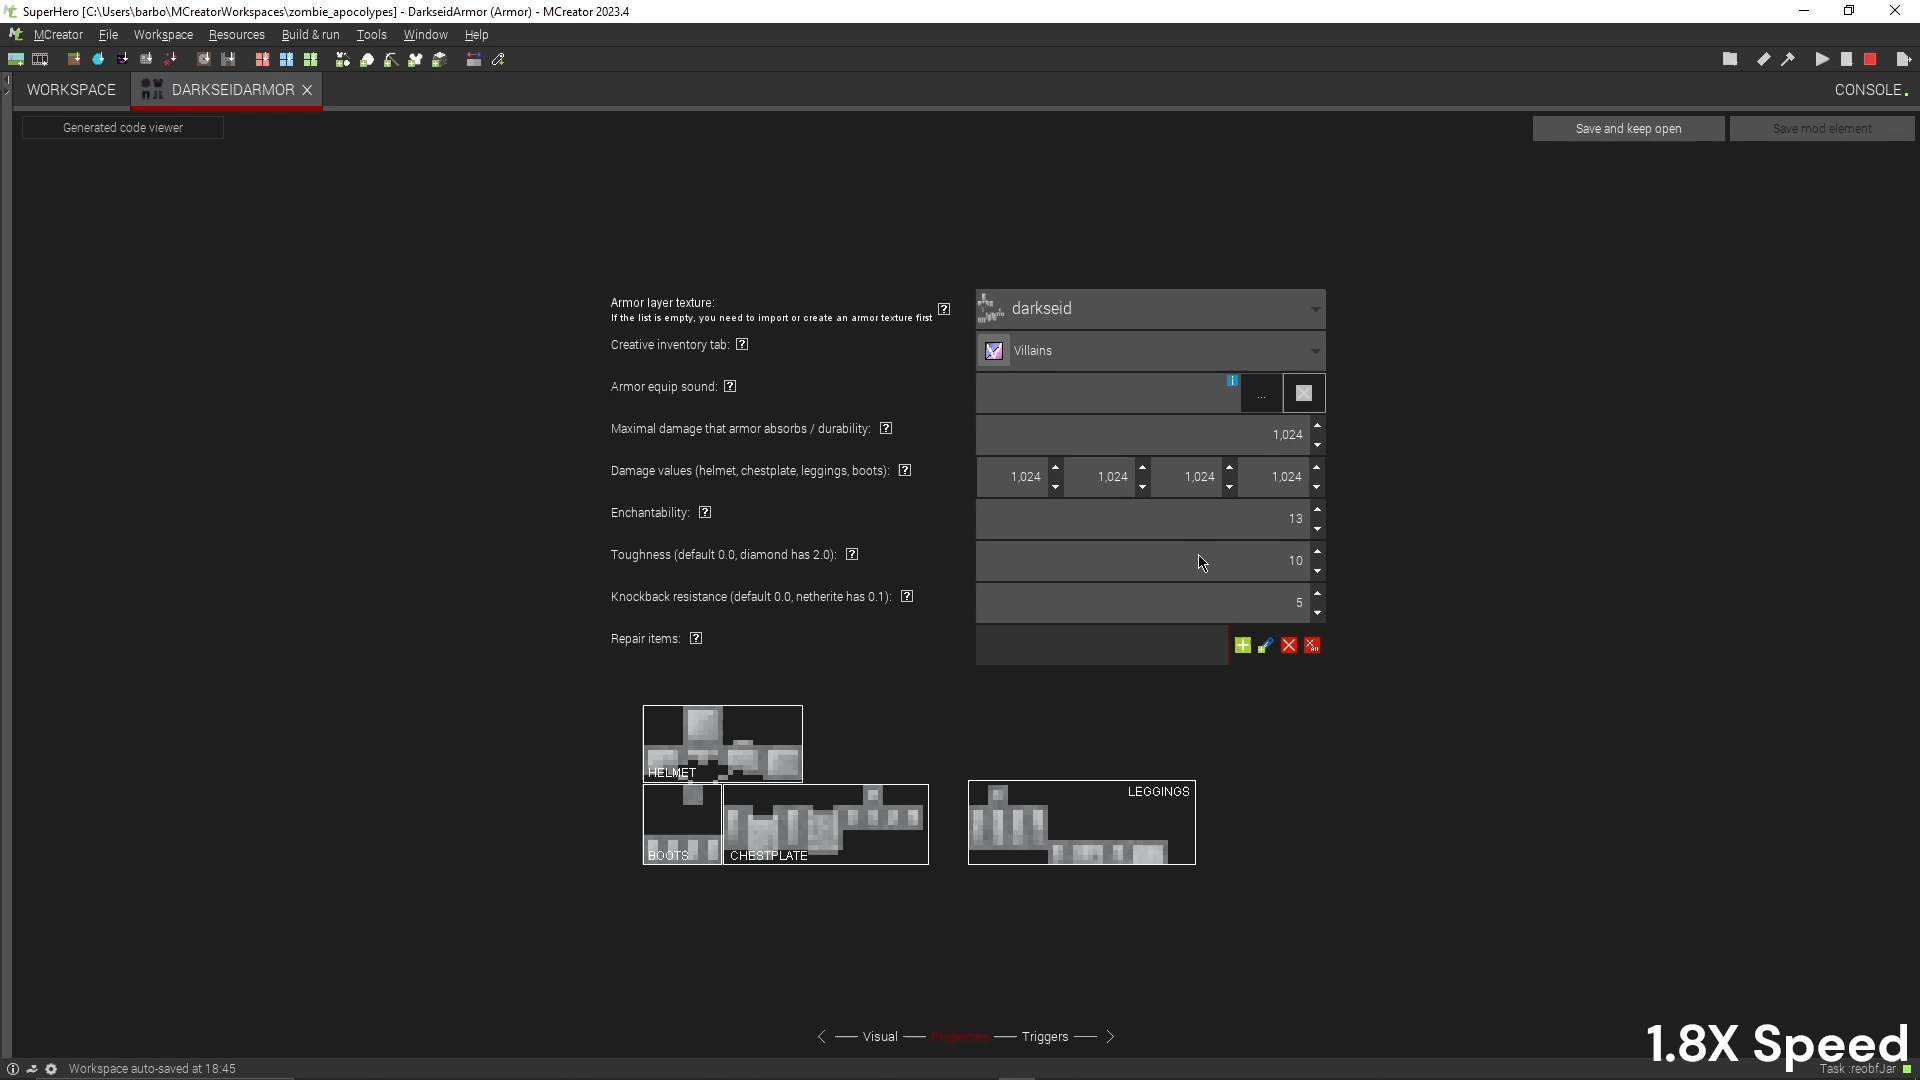 SuperHero [C:\Users\barbo\MCreatorWorkspaces\zombie_apocolypes] - DarkseidArmor (Armor) - MCreator 2023.4
MCreator File Workspace Resources Build & run Tools Window Help
WORKSPACE DARKSEIDARMOR CONSOLE
Generated code viewer
Save and keep open Save mod element
Armor layer texture:
If the list is empty, you need to import or create an armor texture first
darkseid
Creative inventory tab:
Villains
Armor equip sound:
...
Maximal damage that armor absorbs / durability:
1,024
Damage values (helmet, chestplate, leggings, boots):
1,024 1,024 1,024 1,024
Enchantability:
13
Toughness (default 0.0, diamond has 2.0):
10
Knockback resistance (default 0.0, netherite has 0.1):
5
Repair items:
HELMET
LEGGINGS
BOOTS CHESTPLATE
Visual Properties Triggers
1.8X Speed
Workspace auto-saved at 18:45
Task :reobfJar